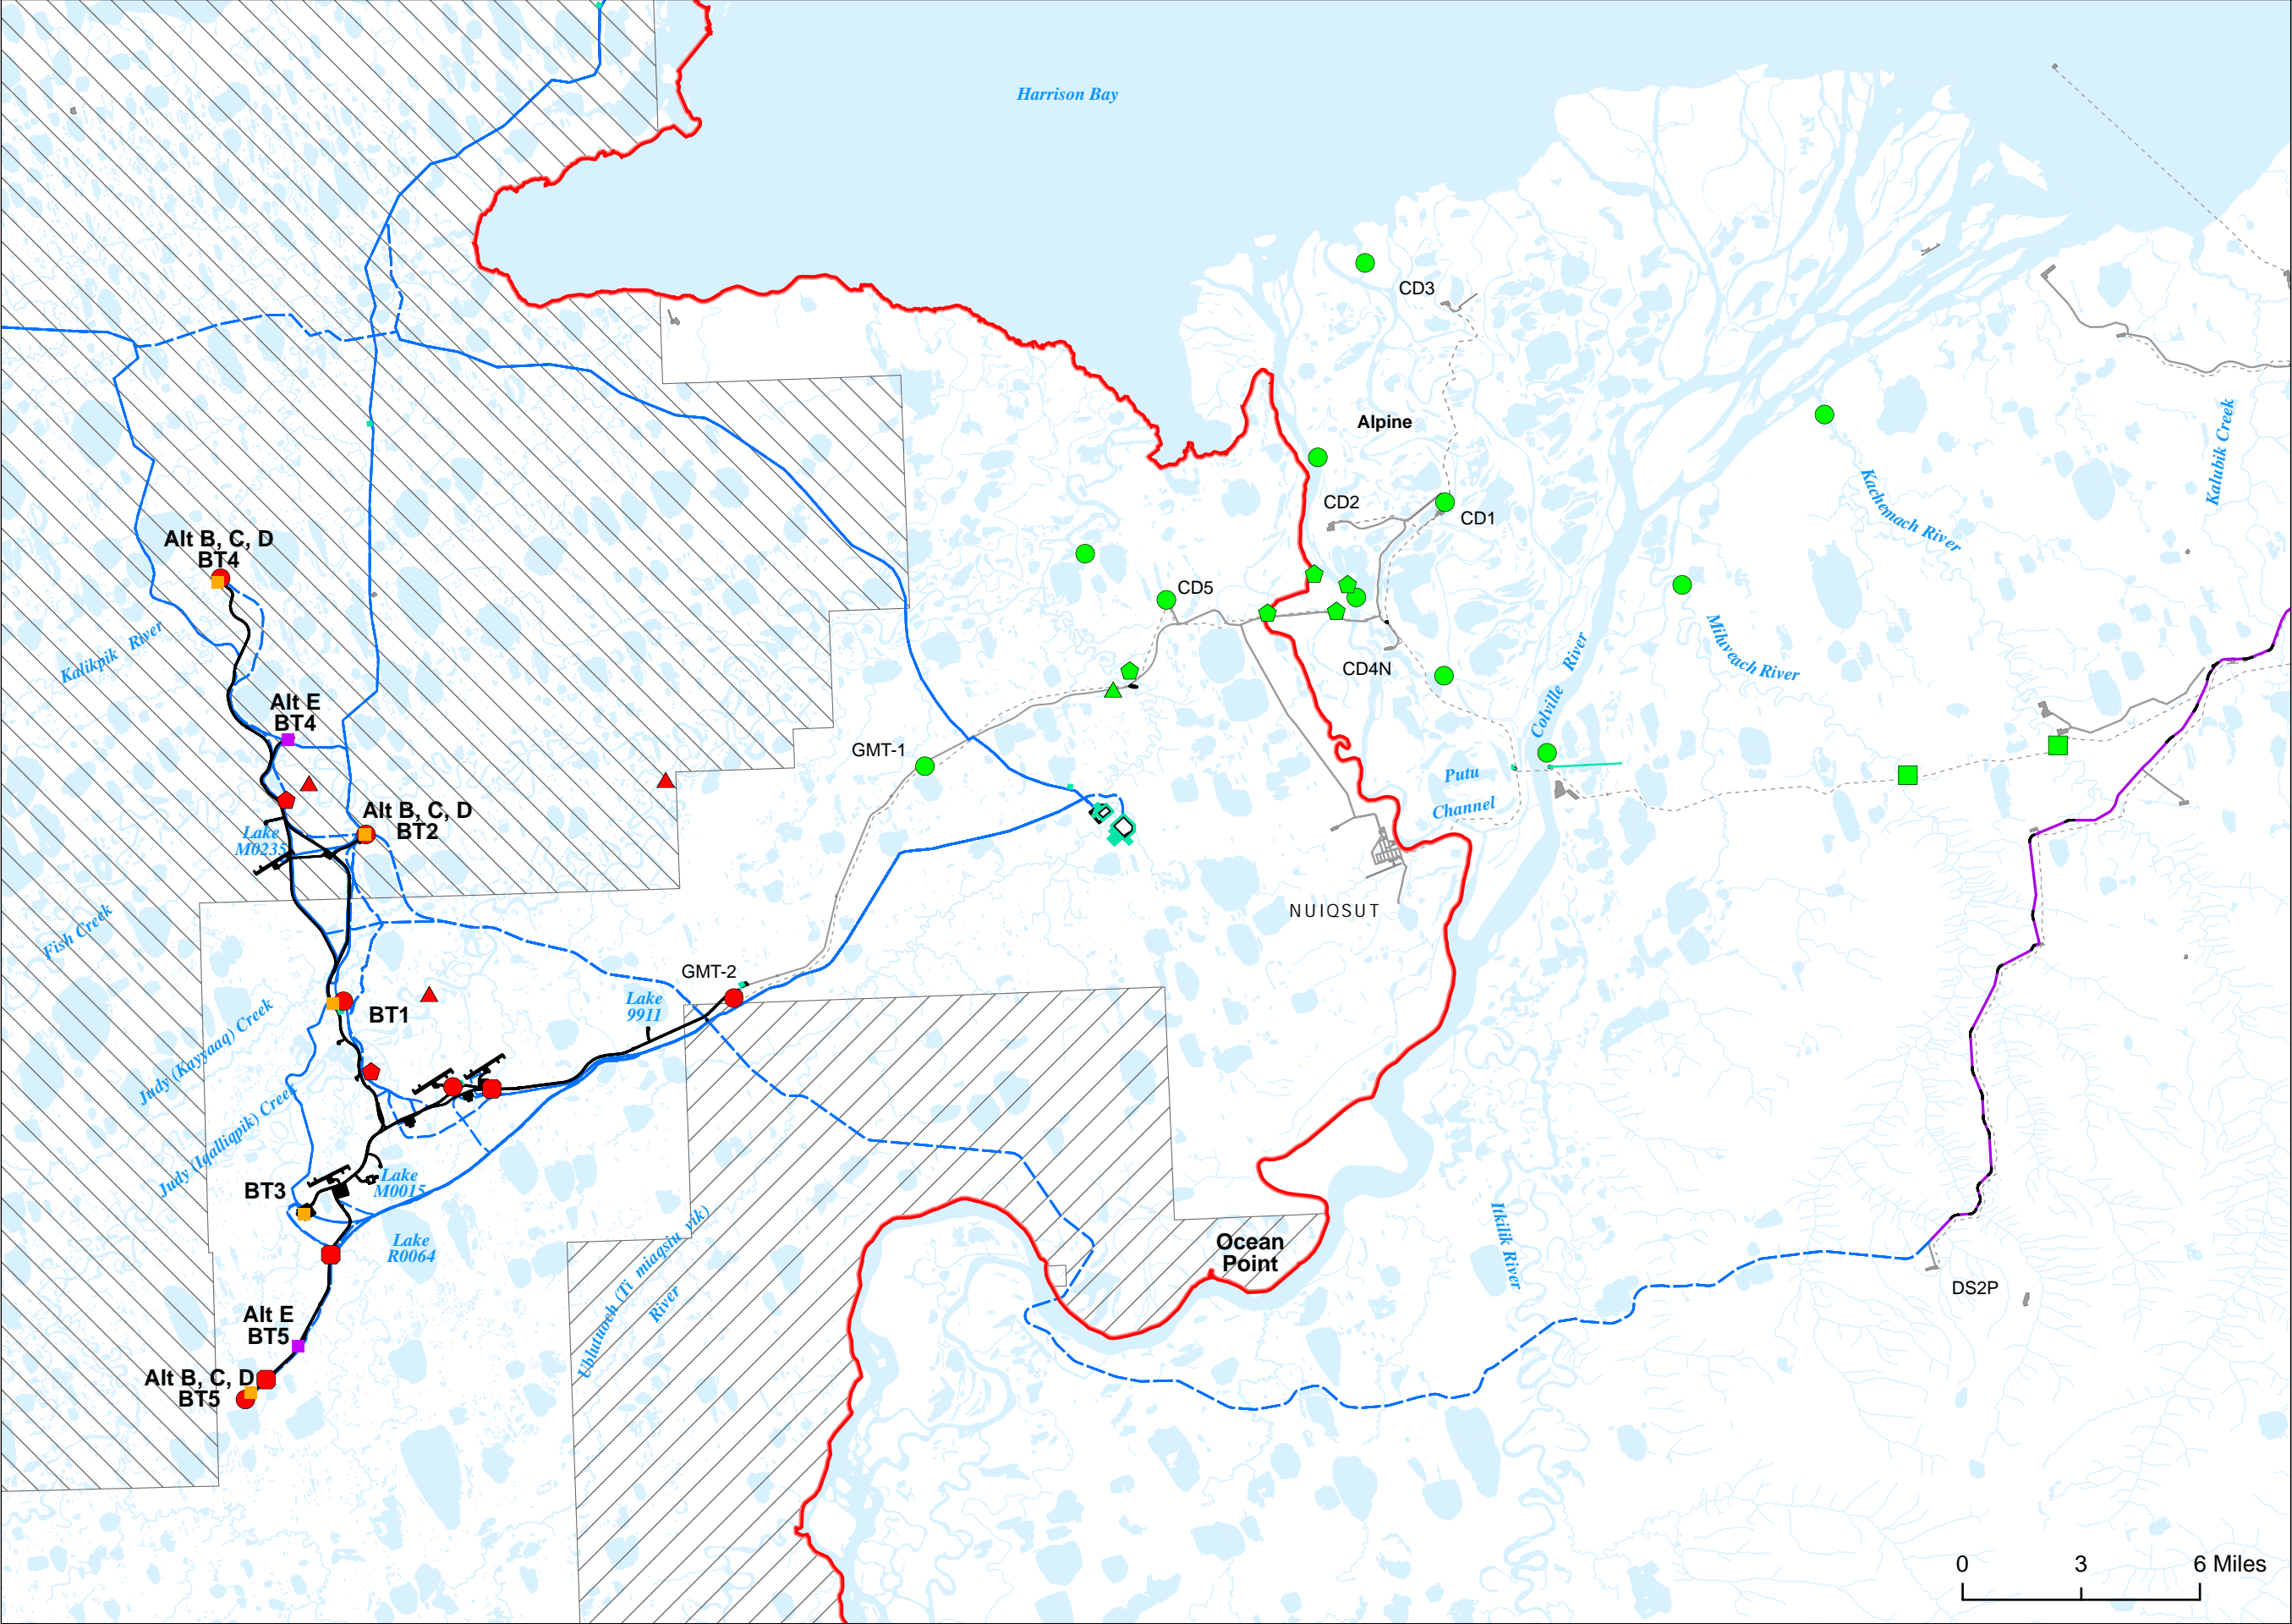 Harrison Bay
CD3
Alpine
CD2
CD1
Kachemach River
Kalubik Creek
Alt B, C, D
BT4
CD5
Kalikpik River
Miluveach River
CD4N
Colville River
Alt E
BT4
GMT-1
Putu
Channel
Alt B, C, D
BT2
Lake
M0235
NUIQSUT
Fish Creek
GMT-2
Lake
9911
BT1
Judy (Kayyaaq) Creek
Judy (Iqalliqpik) Creek
BT3
Lake
M0015
Lake
R0064
Ublutuoch (Ti miaqsiu vik)
River
Ocean
Point
Itkillik River
DS2P
Alt E
BT5
Alt B, C, D
BT5
0 3 6 Miles